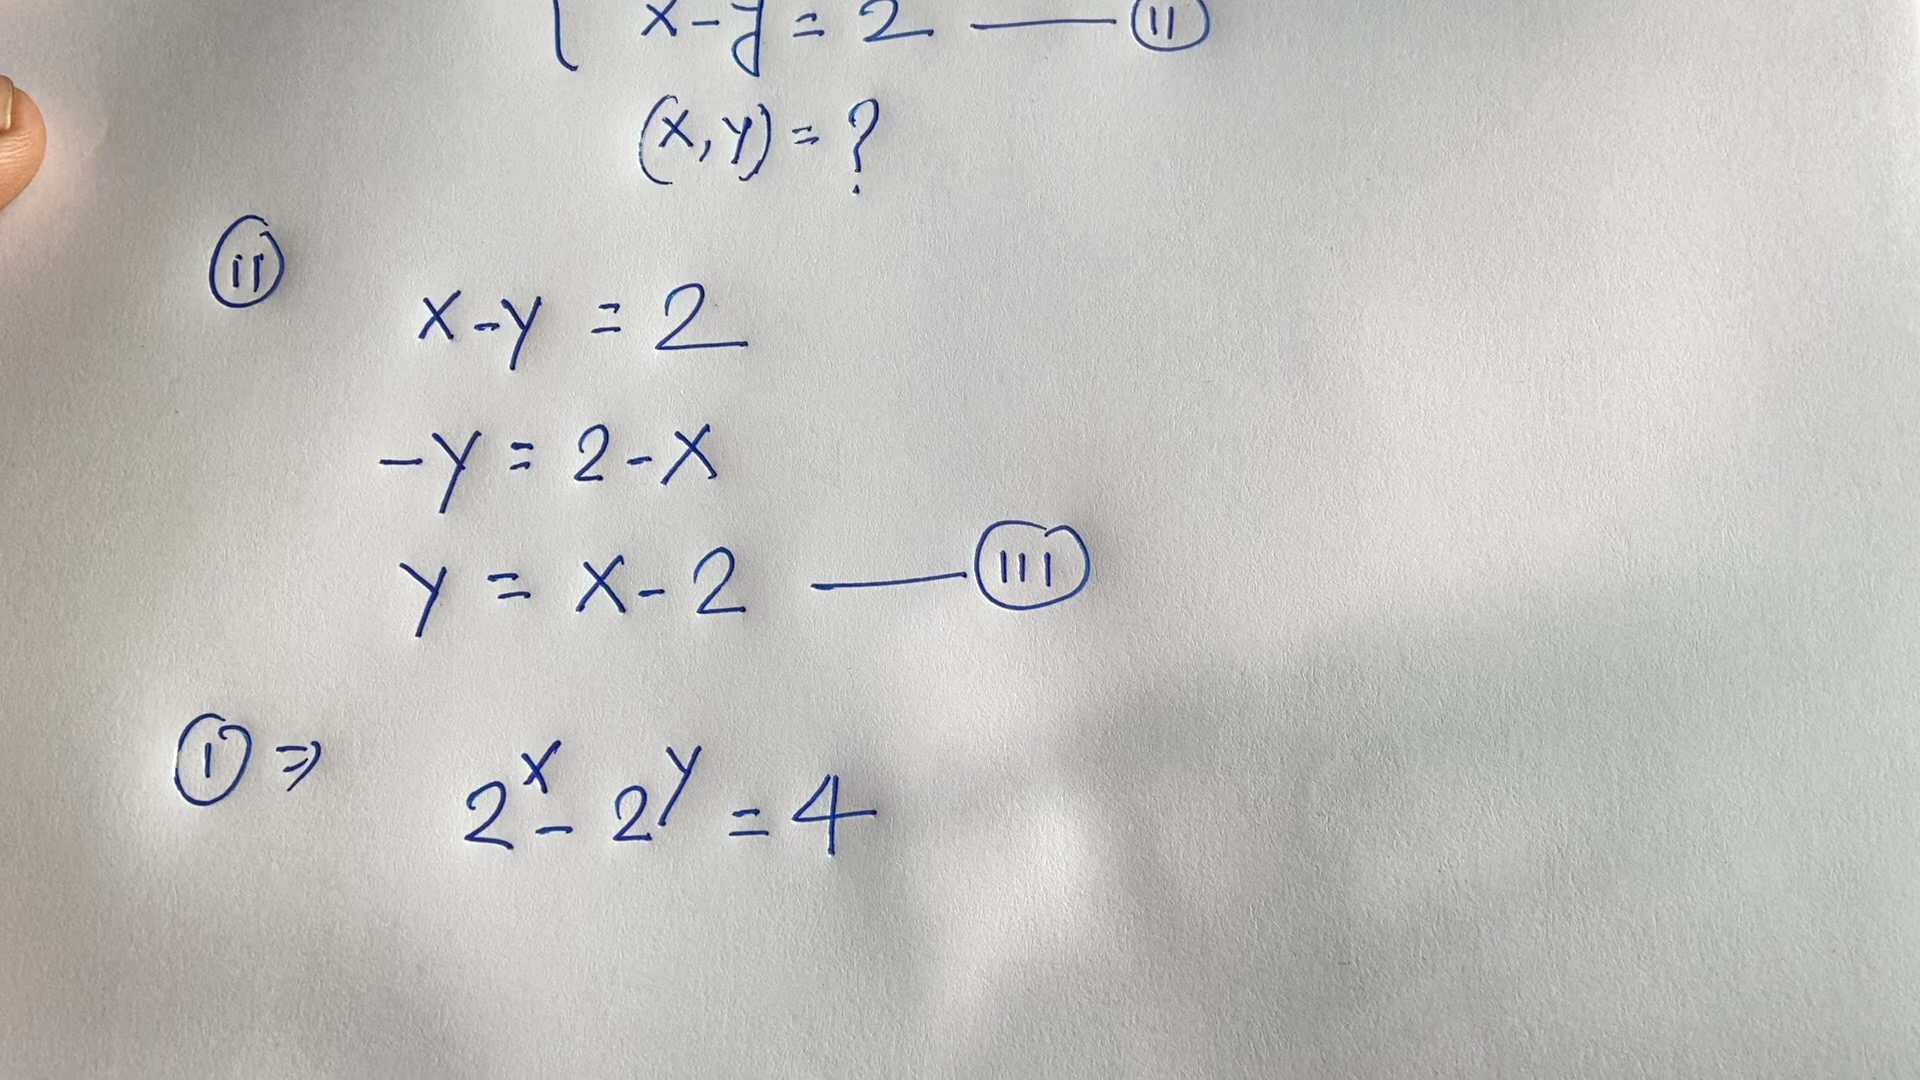 { x-y = 2 —— (ii)
(x, y) = ?
(ii)
x-y = 2
-y = 2-x
y = x-2 —— (iii)
(i) ⇒ 2^x - 2^y = 4